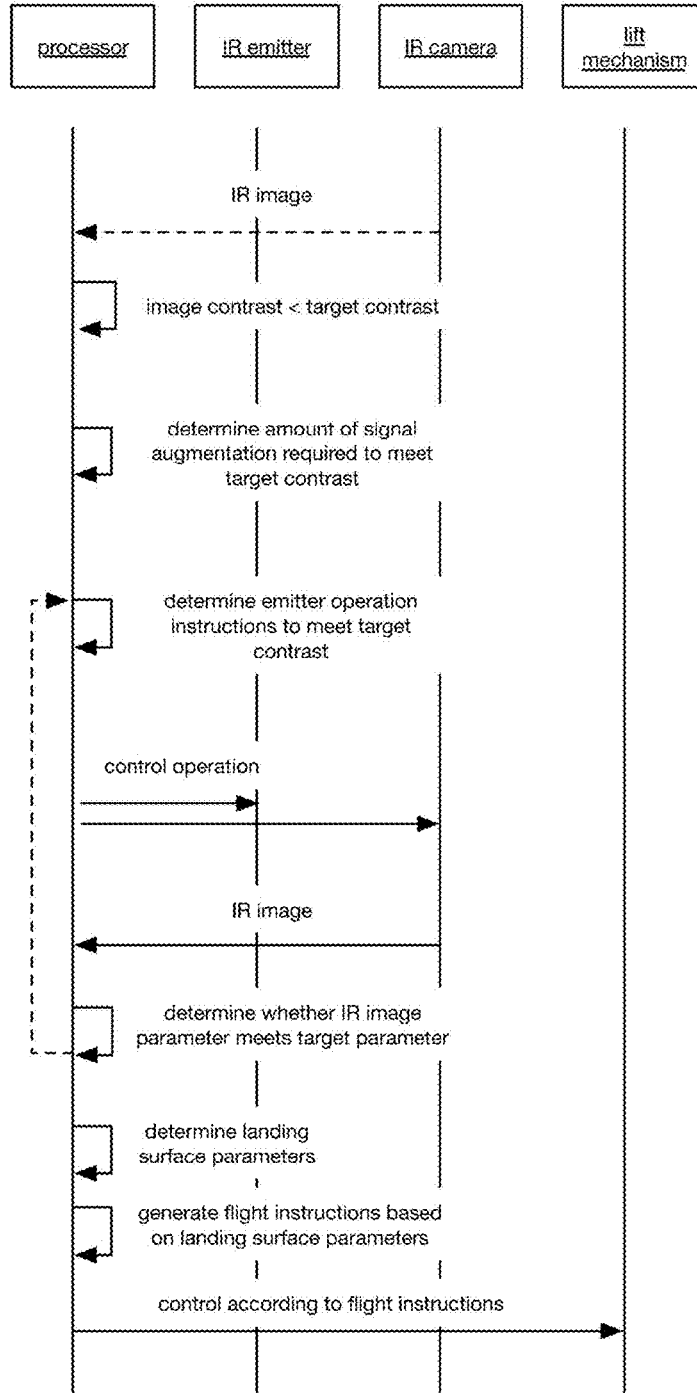 processor
IR emitter
IR camera
lift
mechanism
IR image
image contrast < target contrast
determine amount of signal
augmentation required to meet
target contrast
determine emitter operation
instructions to meet target
contrast
control operation
IR image
determine whether IR image
parameter meets target parameter
determine landing
surface parameters
generate flight instructions based
on landing surface parameters
control according to flight instructions